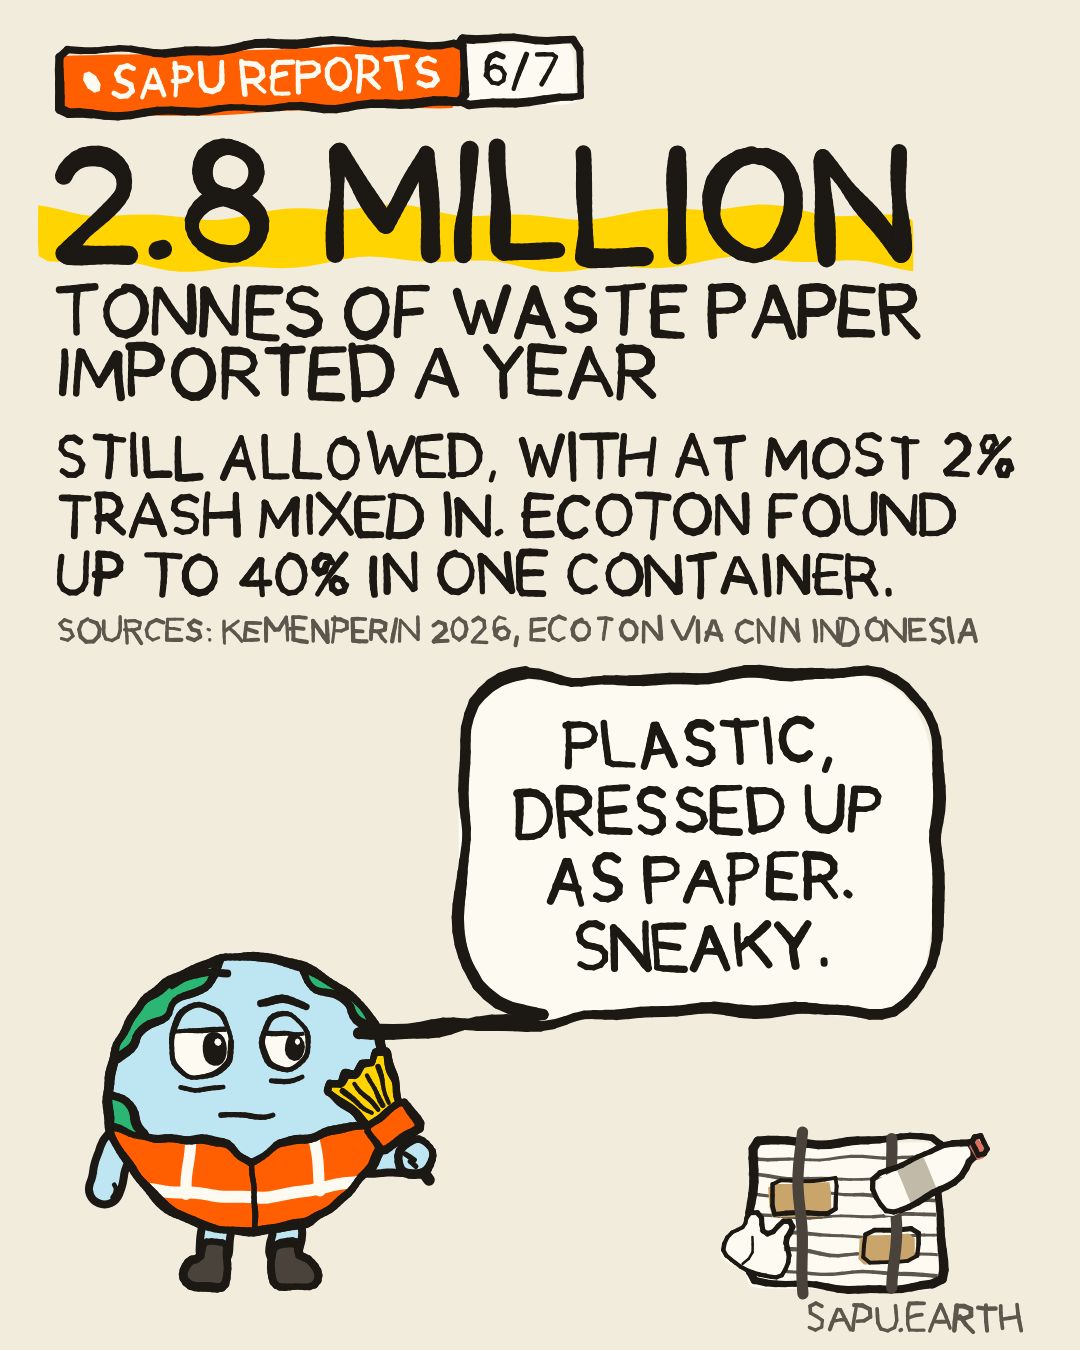 SAPU REPORTS 6/7
2.8 MILLION
TONNES OF WASTE PAPER
IMPORTED A YEAR
STILL ALLOWED, WITH AT MOST 2%
TRASH MIXED IN. ECOTON FOUND
UP TO 40% IN ONE CONTAINER.
SOURCES: KEMENPERIN 2026, ECOTON VIA CNN INDONESIA
PLASTIC,
DRESSED UP
AS PAPER.
SNEAKY.
SAPU.EARTH